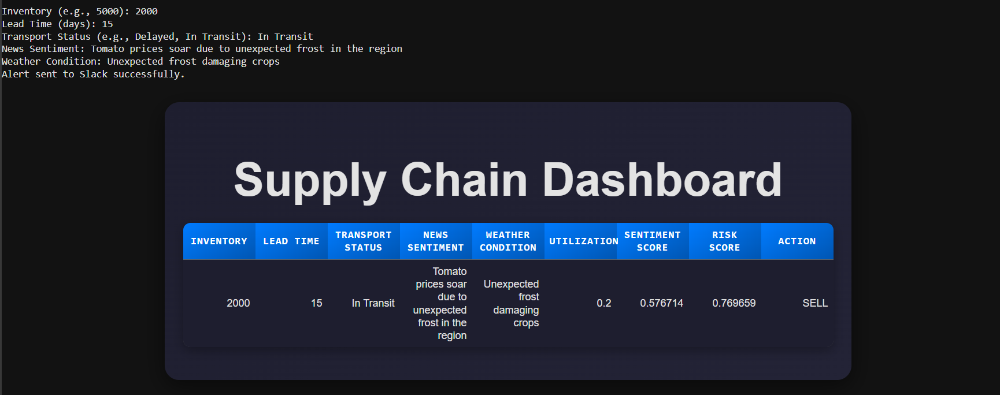 Inventory (e.g., 5000): 2000
Lead Time (days): 15
Transport Status (e.g., Delayed, In Transit): In Transit
News Sentiment: Tomato prices soar due to unexpected frost in the region
Weather Condition: Unexpected frost damaging crops
Alert sent to Slack successfully.
Supply Chain Dashboard
INVENTORY
LEAD TIME
TRANSPORT
STATUS
NEWS
SENTIMENT
WEATHER
CONDITION
UTILIZATION
SENTIMENT
SCORE
RISK
SCORE
ACTION
2000
15
In Transit
Tomato
prices soar
due to
unexpected
frost in the
region
Unexpected
frost
damaging
crops
0.2
0.576714
0.769659
SELL